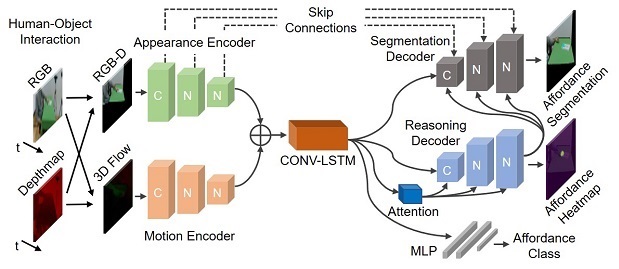 Human-Object
Interaction
RGB
t
Depthmap
t
RGB-D
3D Flow
Appearance Encoder
C
N
N
C
N
N
Motion Encoder
Skip
Connections
CONV-LSTM
Segmentation
Decoder
C
N
N
Affordance
Segmentation
Reasoning
Decoder
C
N
N
Affordance
Heatmap
Attention
MLP
Affordance
Class